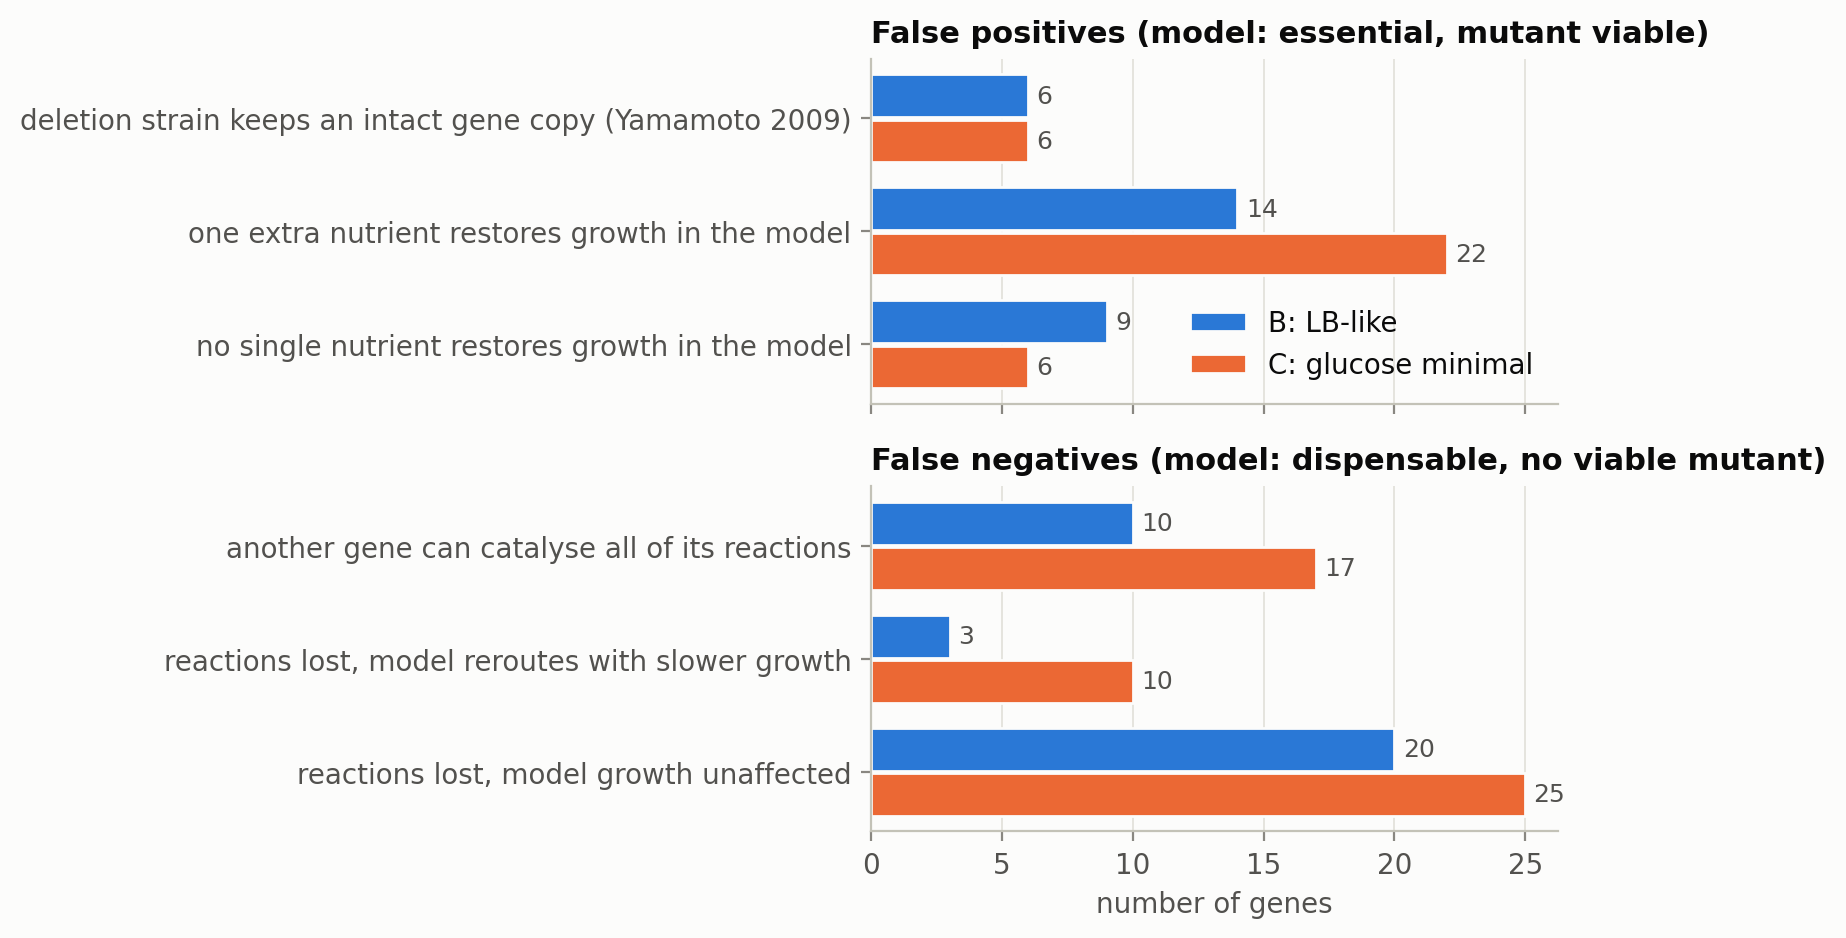 False positives (model: essential, mutant viable)
deletion strain keeps an intact gene copy (Yamamoto 2009)
6
6
one extra nutrient restores growth in the model
14
22
no single nutrient restores growth in the model
9
6
B: LB-like
C: glucose minimal
False negatives (model: dispensable, no viable mutant)
another gene can catalyse all of its reactions
10
17
reactions lost, model reroutes with slower growth
3
10
reactions lost, model growth unaffected
20
25
0 5 10 15 20 25
number of genes